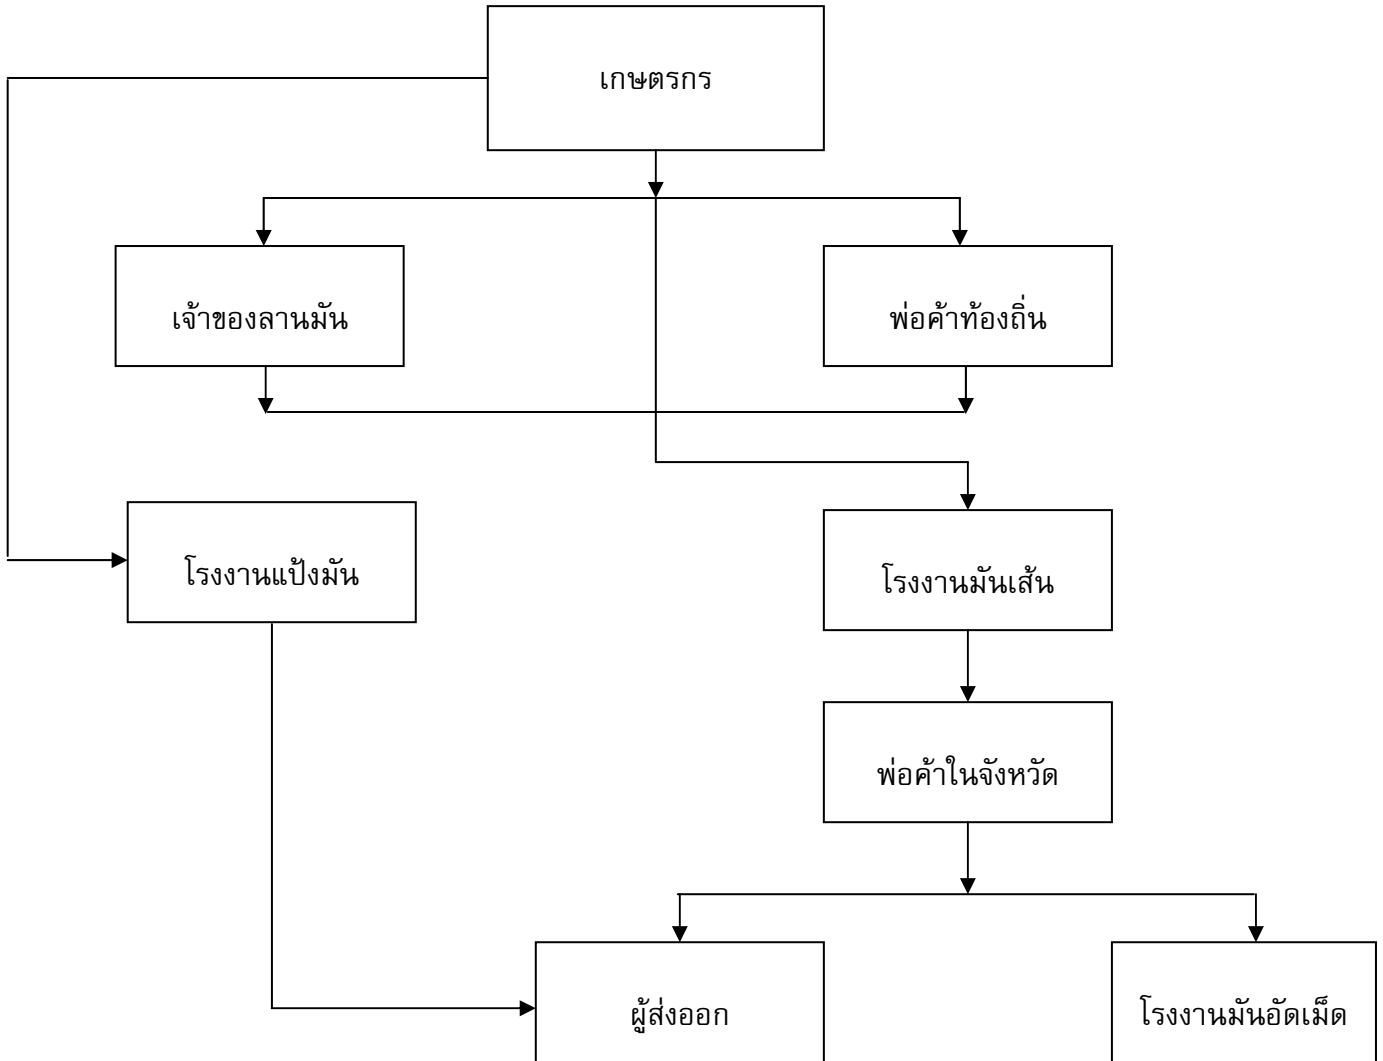 เกษตรกร
เจ้าของลานมัน
พ่อค้าท้องถิ่น
โรงงานแป้งมัน
โรงงานมันเส้น
พ่อค้าในจังหวัด
ผู้ส่งออก
โรงงานมันอัดเม็ด